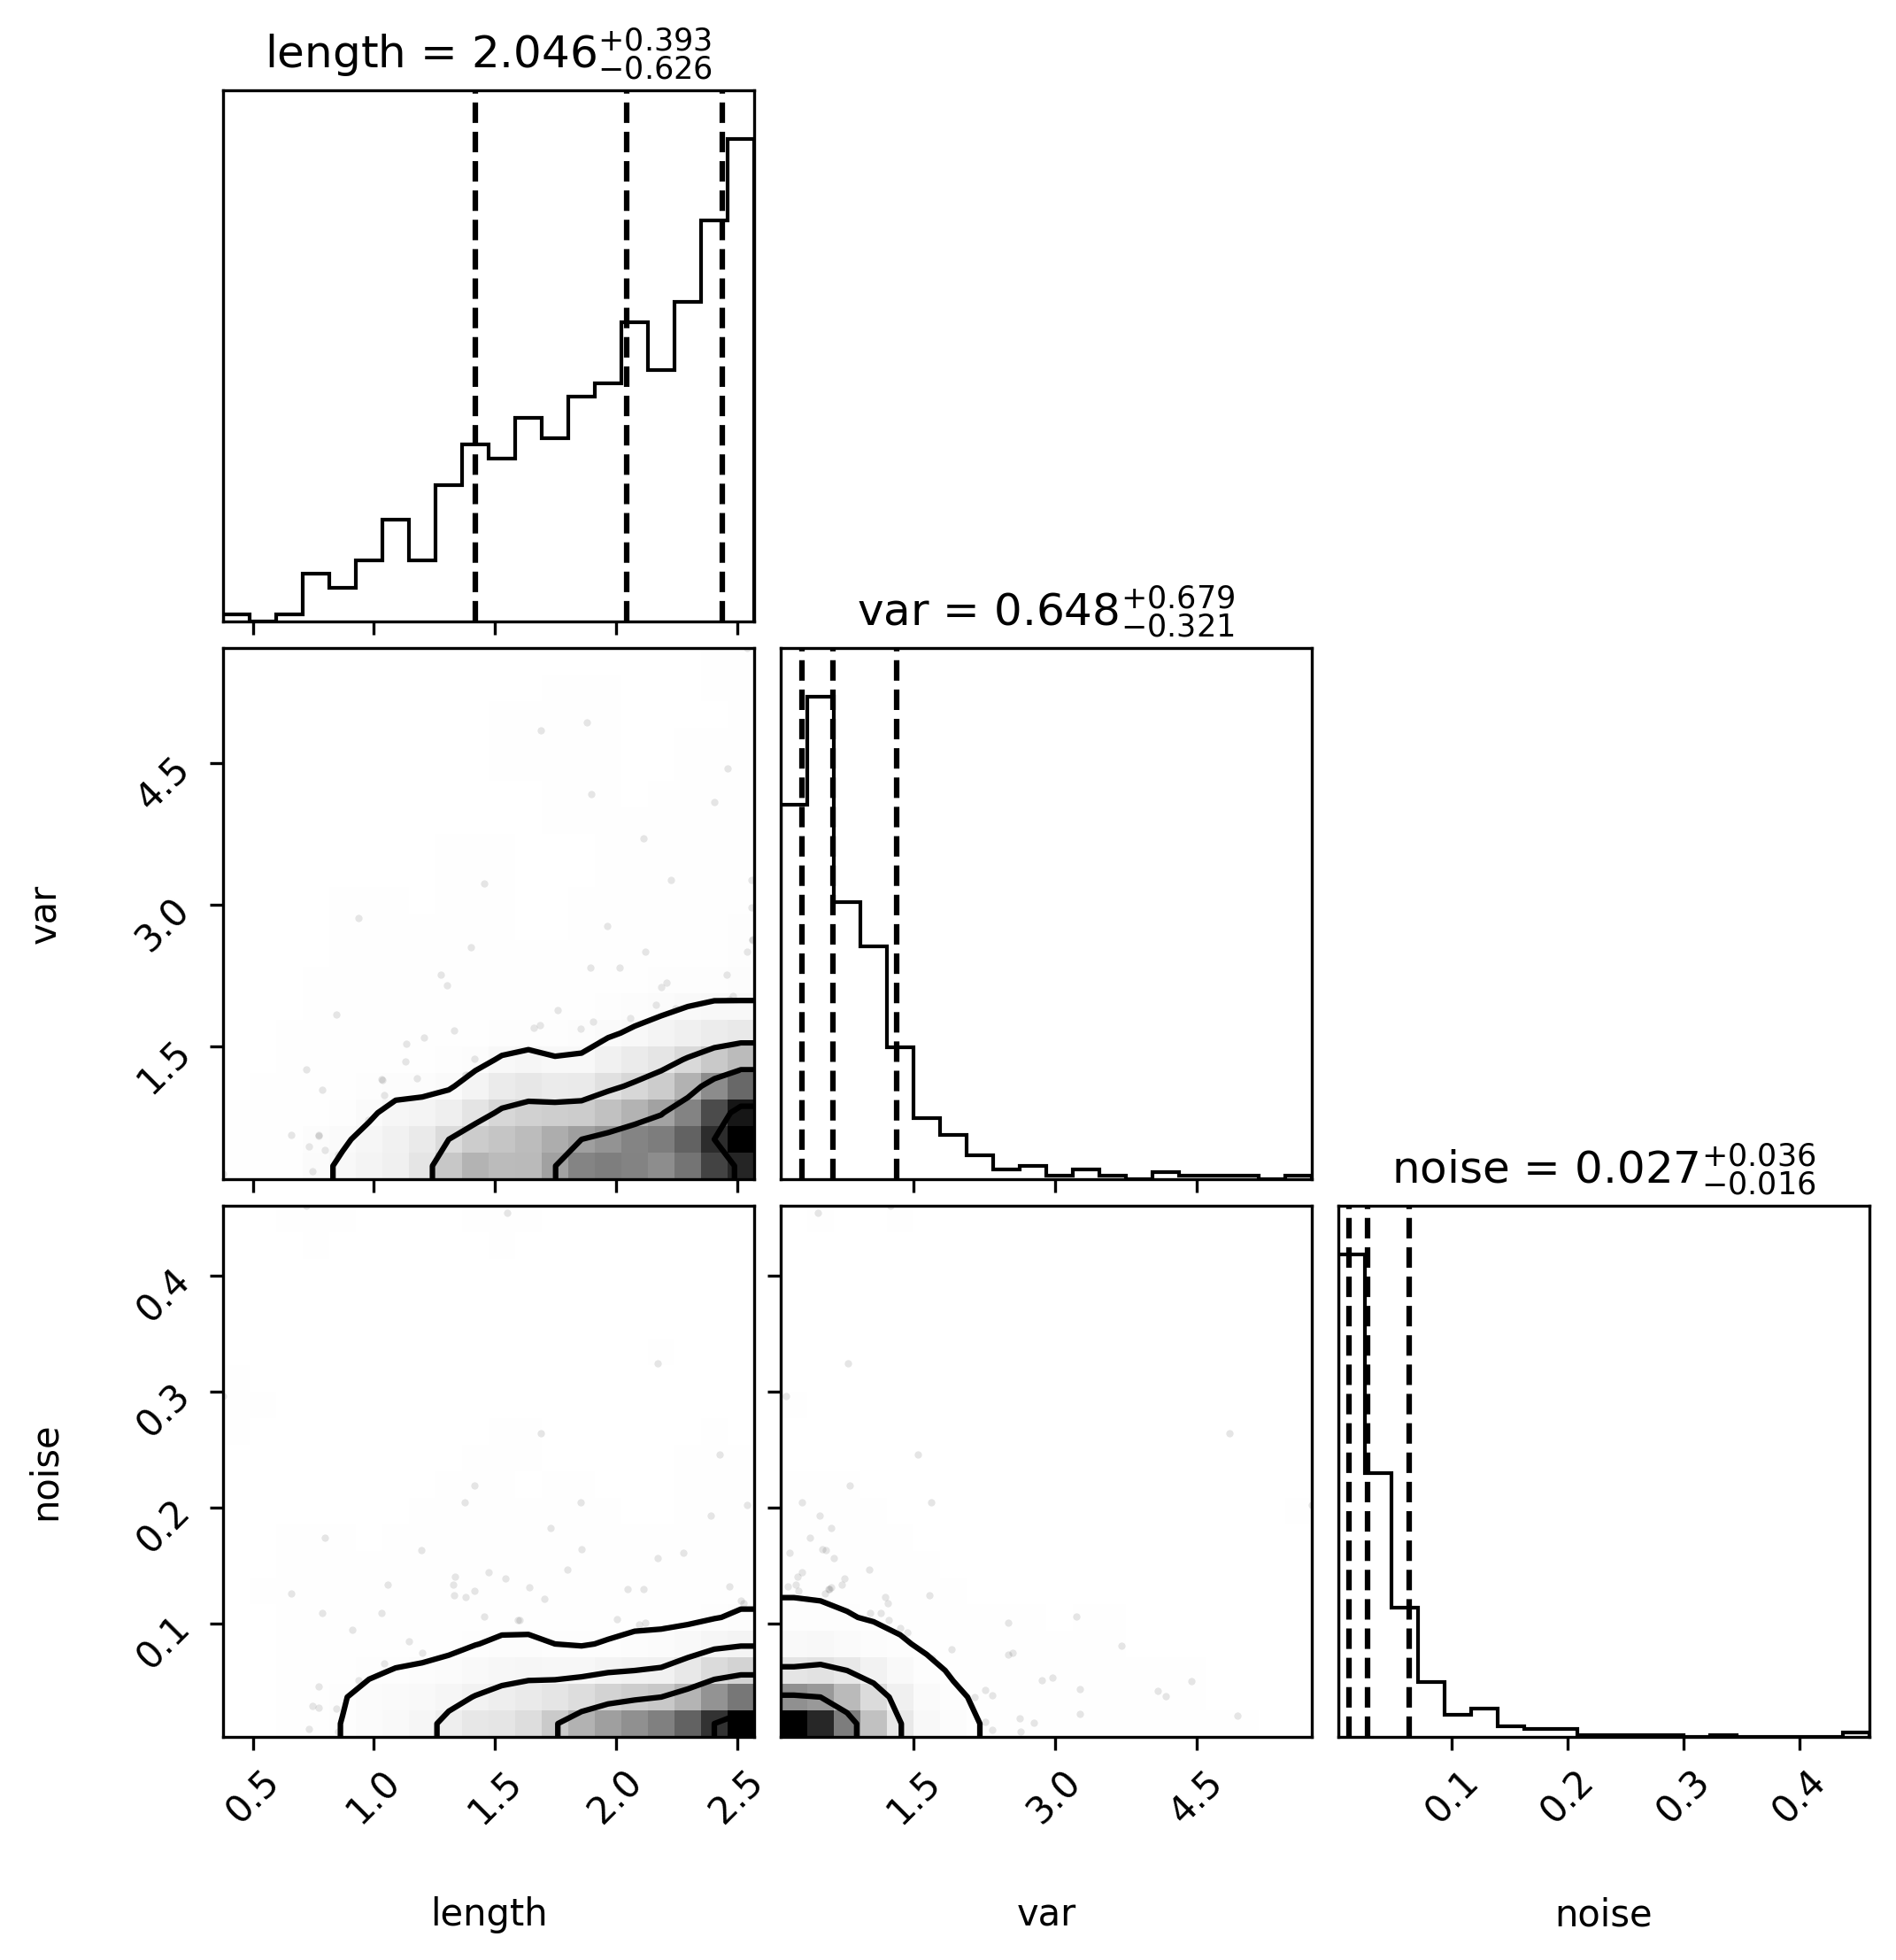 length = 2.046+0.393−0.626
var = 0.648+0.679−0.321
var
4.5
3.0
1.5
noise = 0.027+0.036−0.016
noise
0.4
0.3
0.2
0.1
0.5 1.0 1.5 2.0 2.5 1.5 3.0 4.5 0.1 0.2 0.3 0.4
length var noise